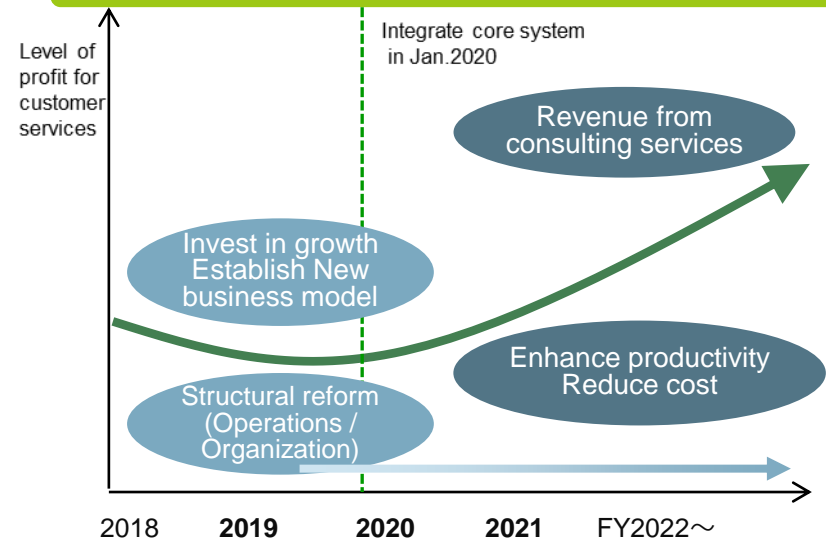 Level of
profit for
customer
services
Integrate core system
in Jan.2020
Revenue from
consulting services
Invest in growth
Establish New
business model
Enhance productivity
Reduce cost
Structural reform
(Operations /
Organization)
2018 2019 2020 2021 FY2022～